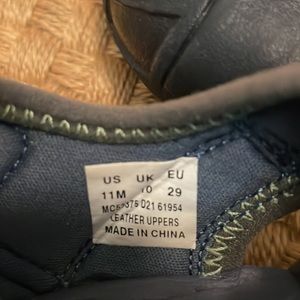 US UK EU
11M 10 29
D21 61954
LEATHER UPPERS
MADE IN CHINA